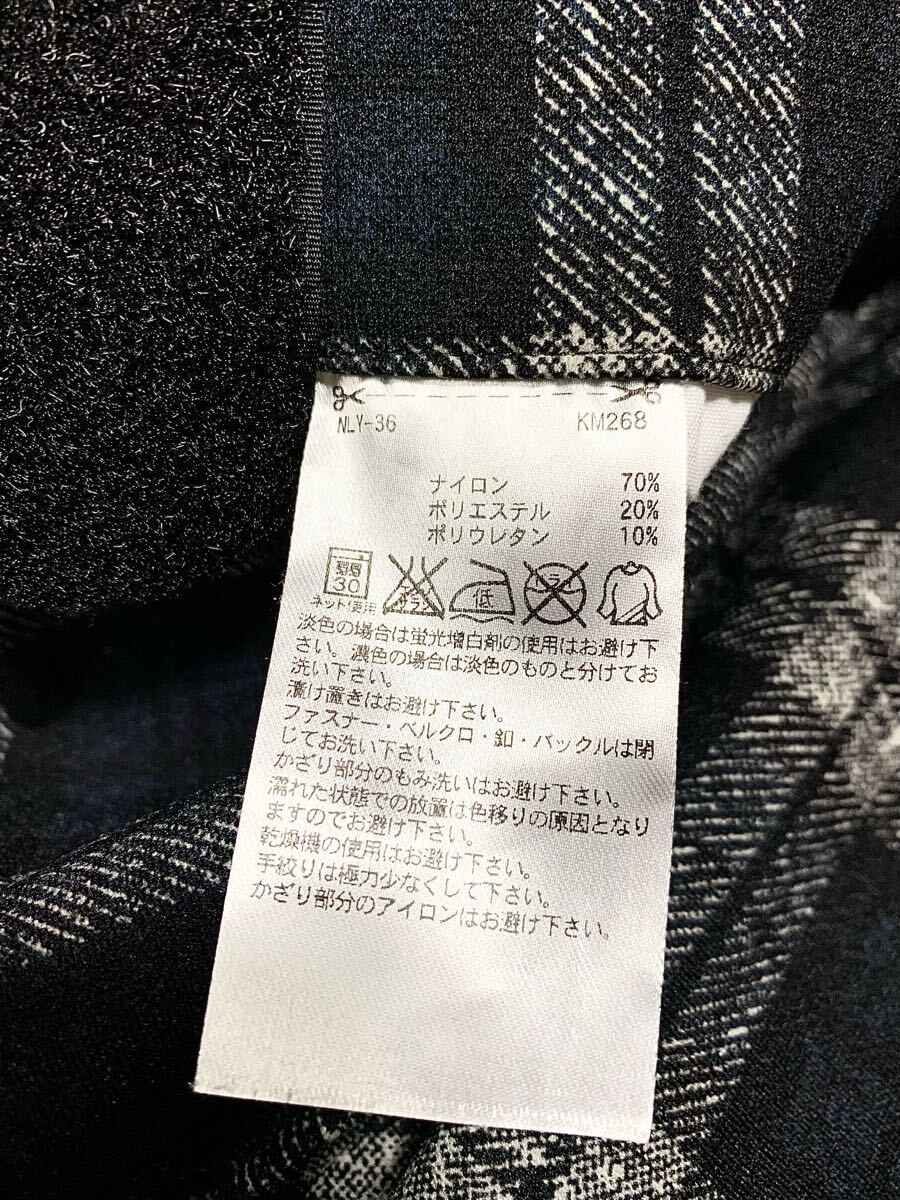 NLY-36 KM268
ナイロン 70%
ポリエステル 20%
ポリウレタン 10%
弱 30
ネット使用
エンソサラシ
低
ドライ
淡色の場合は蛍光増白剤の使用はお避け下
さい。濃色の場合は淡色のものと分けてお
洗い下さい。
漬け置きはお避け下さい。
ファスナー・ベルクロ・釦・バックルは閉
じてお洗い下さい。
かざり部分のもみ洗いはお避け下さい。
濡れた状態での放置は色移りの原因となり
ますのでお避け下さい。
乾燥機の使用はお避け下さい。
手絞りは極力少なくして下さい。
かざり部分のアイロンはお避け下さい。